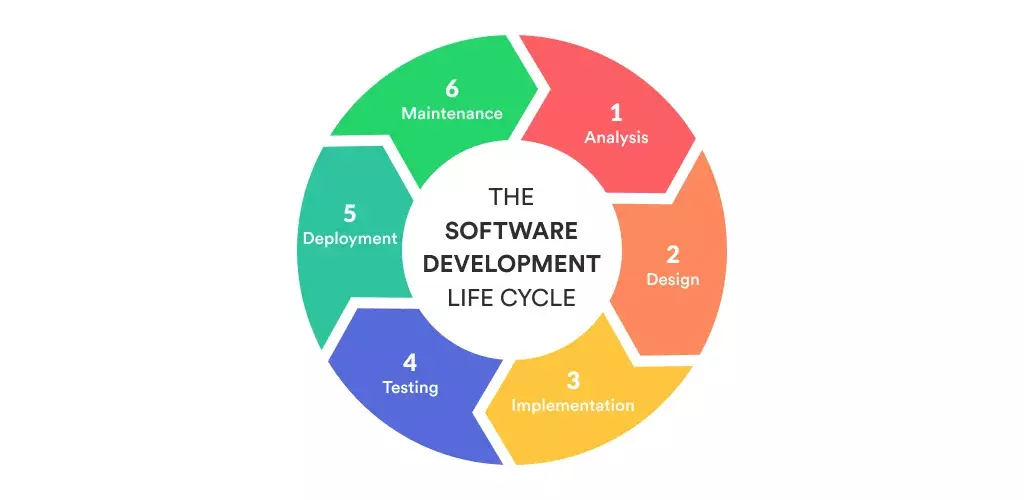 THE
SOFTWARE
DEVELOPMENT
LIFE CYCLE
1
Analysis
2
Design
3
Implementation
4
Testing
5
Deployment
6
Maintenance